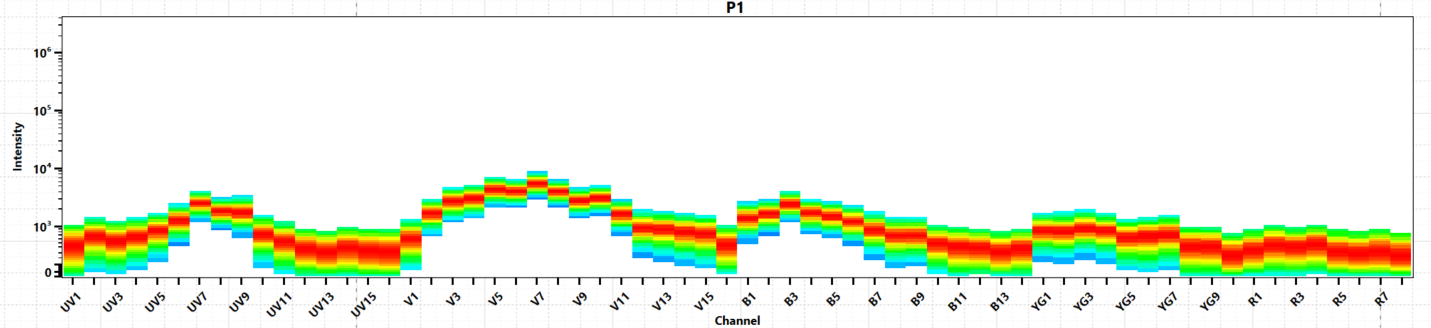 P1
Intensity
10⁶
10⁵
10⁴
10³
0
UV1 UV3 UV5 UV7 UV9 UV11 UV13 UV15 V1 V3 V5 V7 V9 V11 V13 V15 B1 B3 B5 B7 B9 B11 B13 YG1 YG3 YG5 YG7 YG9 R1 R3 R5 R7
Channel